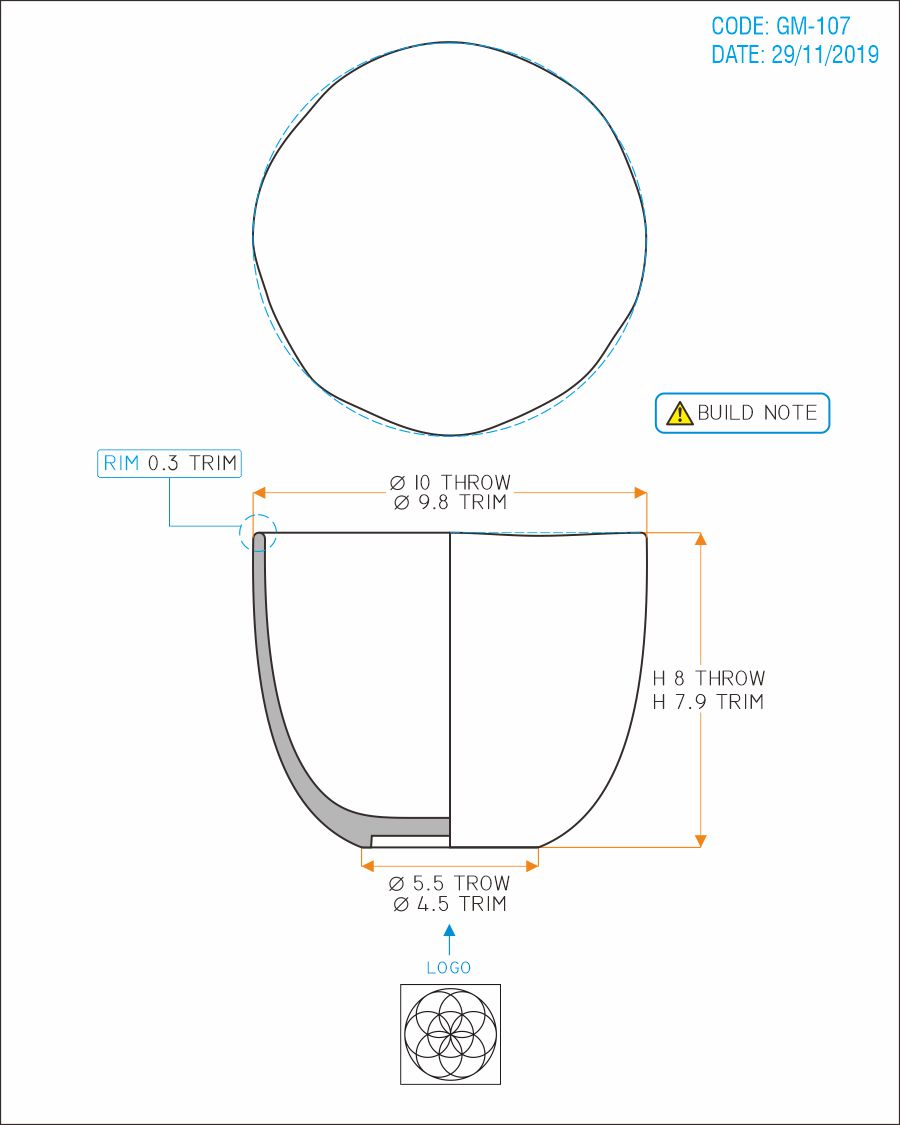 CODE: GM-107
DATE: 29/11/2019
BUILD NOTE
RIM 0.3 TRIM
Ø 10 THROW
Ø 9.8 TRIM
H 8 THROW
H 7.9 TRIM
Ø 5.5 TROW
Ø 4.5 TRIM
LOGO